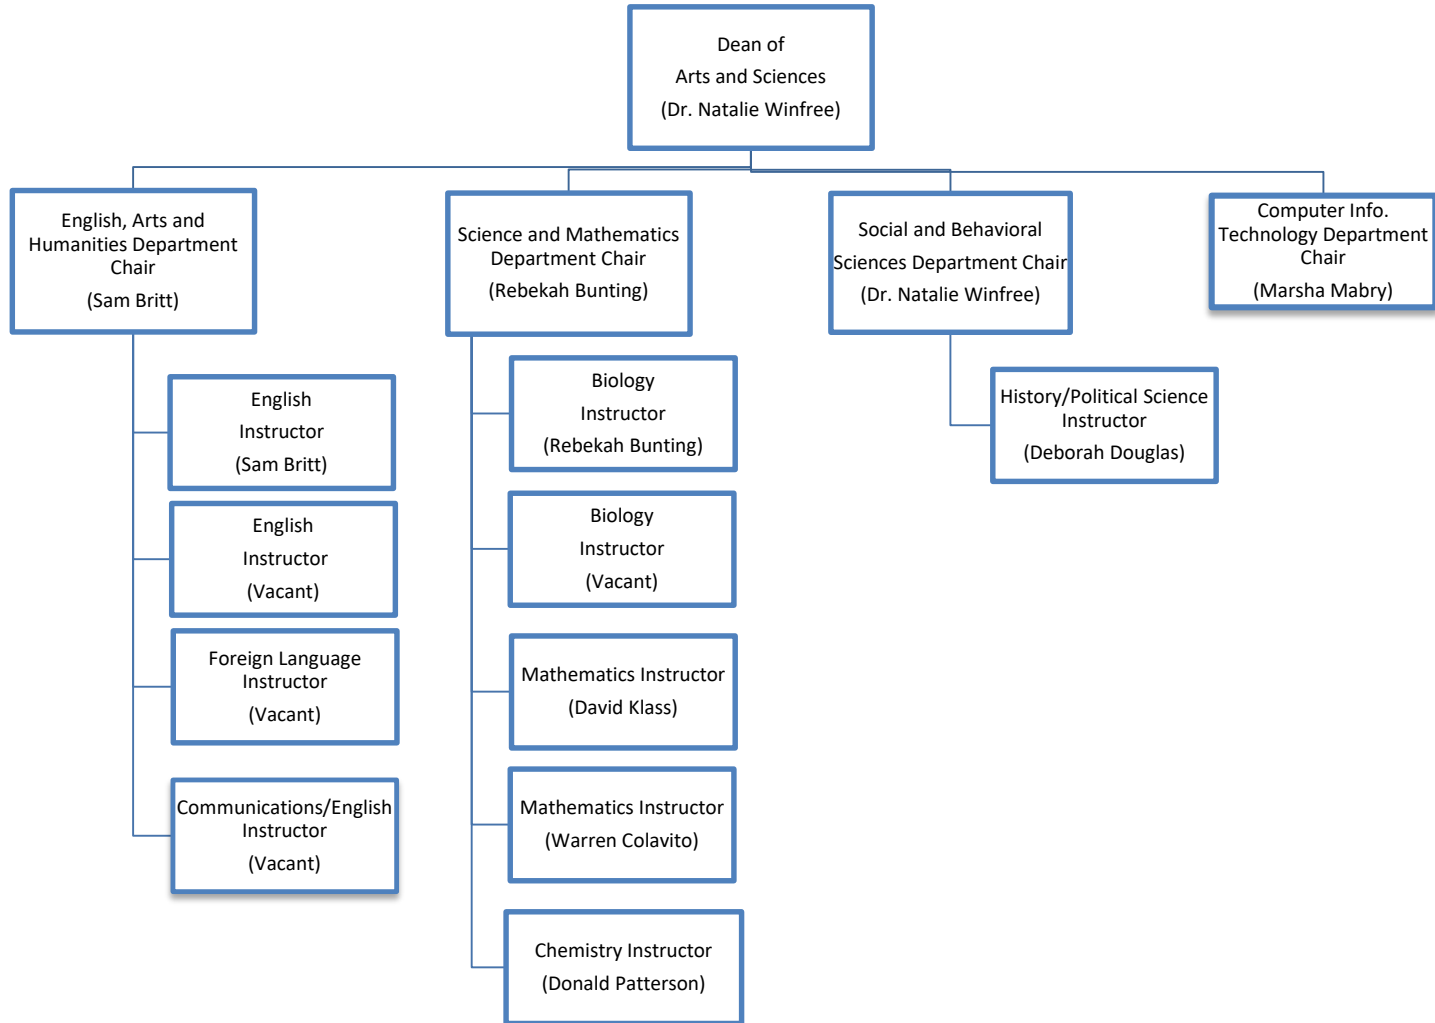 Dean of
Arts and Sciences
(Dr. Natalie Winfree)
English, Arts and
Humanities Department
Chair
(Sam Britt)
Science and Mathematics
Department Chair
(Rebekah Bunting)
Social and Behavioral
Sciences Department Chair
(Dr. Natalie Winfree)
Computer Info.
Technology Department
Chair
(Marsha Mabry)
English
Instructor
(Sam Britt)
English
Instructor
(Vacant)
Foreign Language
Instructor
(Vacant)
Communications/English
Instructor
(Vacant)
Biology
Instructor
(Rebekah Bunting)
Biology
Instructor
(Vacant)
Mathematics Instructor
(David Klass)
Mathematics Instructor
(Warren Colavito)
Chemistry Instructor
(Donald Patterson)
History/Political Science
Instructor
(Deborah Douglas)